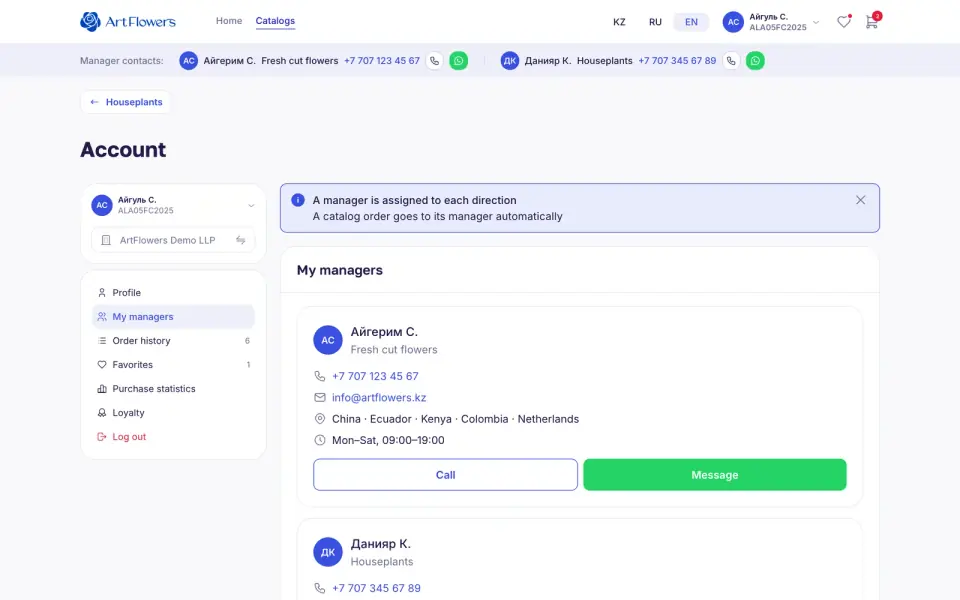 ArtFlowers Home Catalogs KZ RU EN АС Айгуль С. ALA05FC2025 2
Manager contacts: АС Айгерим С. Fresh cut flowers +7 707 123 45 67 ДК Данияр К. Houseplants +7 707 345 67 89
← Houseplants
Account
АС Айгуль С.
ALA05FC2025
ArtFlowers Demo LLP
Profile
My managers
Order history 6
Favorites 1
Purchase statistics
Loyalty
Log out
A manager is assigned to each direction
A catalog order goes to its manager automatically
My managers
АС Айгерим С.
Fresh cut flowers
+7 707 123 45 67
info@artflowers.kz
China · Ecuador · Kenya · Colombia · Netherlands
Mon–Sat, 09:00–19:00
Call Message
ДК Данияр К.
Houseplants
+7 707 345 67 89